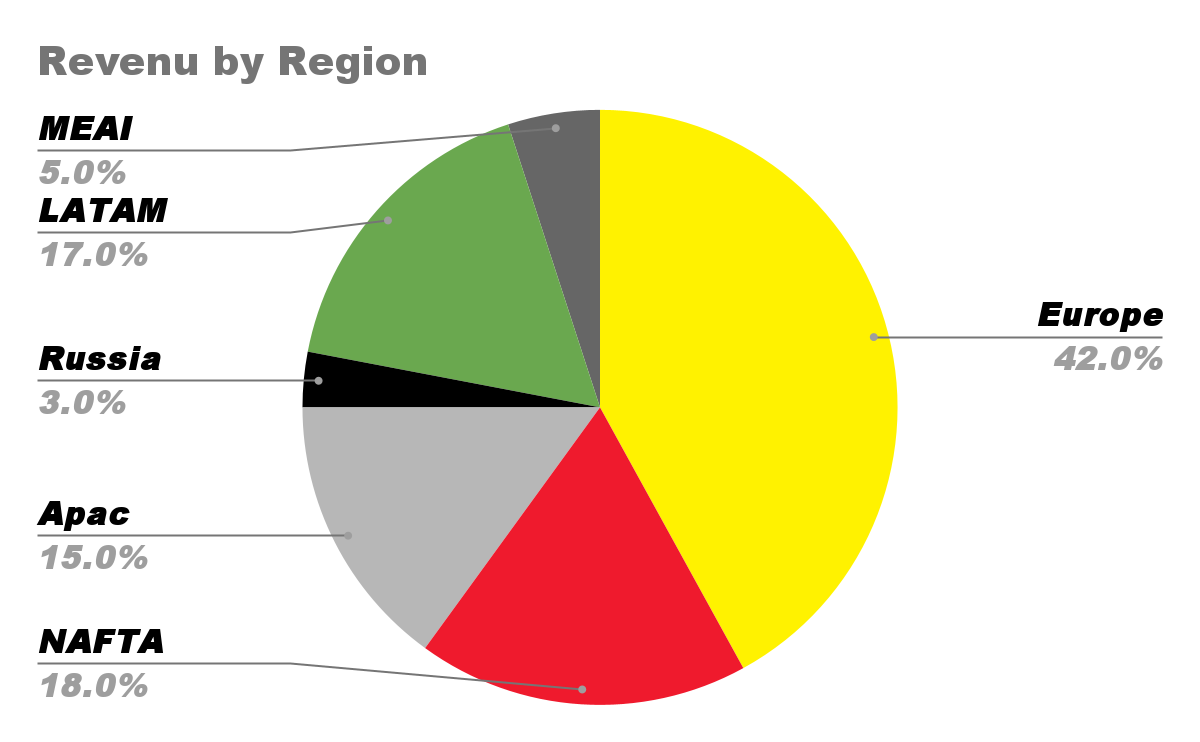 Revenu by Region
MEAI
5.0%
LATAM
17.0%
Russia
3.0%
Apac
15.0%
NAFTA
18.0%
Europe
42.0%